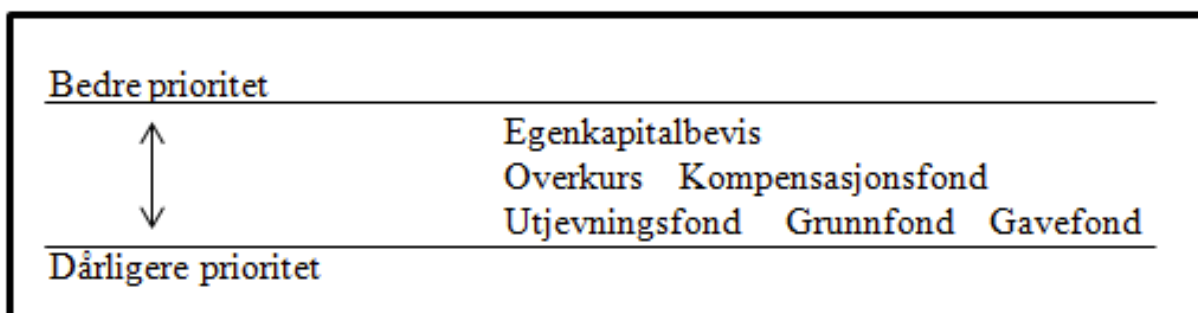 Bedre prioritet
Egenkapitalbevis
Overkurs Kompensasjonsfond
Utjevningsfond Grunnfond Gavefond
Dårligere prioritet